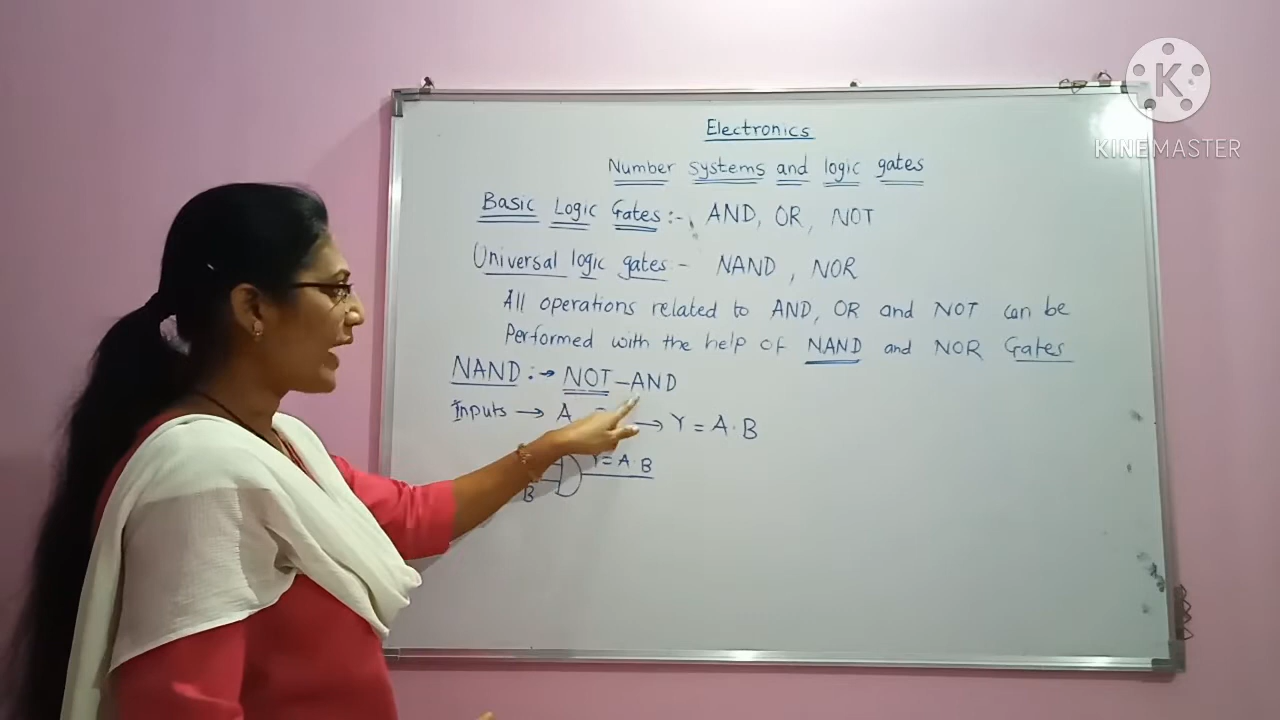 K
KINEMASTER
Electronics
Number systems and logic gates
Basic Logic Gates :- AND, OR, NOT
Universal logic gates - NAND , NOR
All operations related to AND, OR and NOT can be
Performed with the help of NAND and NOR Gates
NAND :→ NOT - AND
Inputs → A → Y = A . B
Y = A . B
B